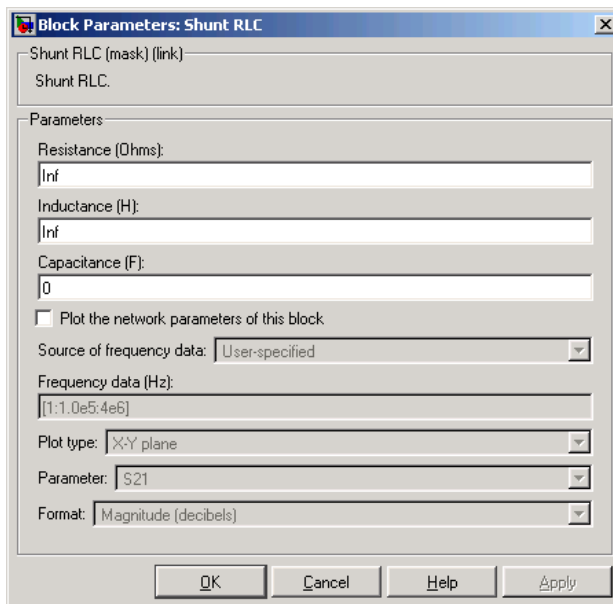 Block Parameters: Shunt RLC
Shunt RLC (mask) (link)
Shunt RLC.
Parameters
Resistance (Ohms):
Inf
Inductance (H):
Inf
Capacitance (F):
0
Plot the network parameters of this block
Source of frequency data: User-specified
Frequency data (Hz):
[1:1.0e5:4e6]
Plot type: X-Y plane
Parameter: S21
Format: Magnitude (decibels)
OK Cancel Help Apply